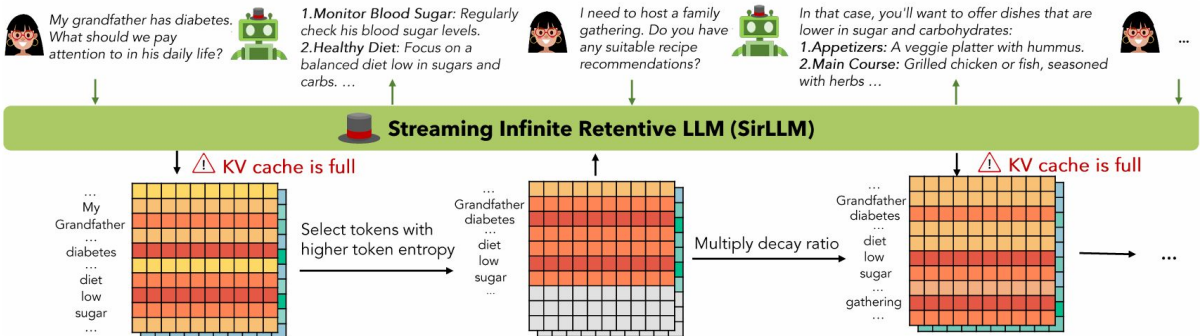 My grandfather has diabetes.
What should we pay
attention to in his daily life?
1.Monitor Blood Sugar: Regularly
check his blood sugar levels.
2.Healthy Diet: Focus on a
balanced diet low in sugars and
carbs. ...
I need to host a family
gathering. Do you have
any suitable recipe
recommendations?
In that case, you'll want to offer dishes that are
lower in sugar and carbohydrates:
1.Appetizers: A veggie platter with hummus.
2.Main Course: Grilled chicken or fish, seasoned
with herbs ...
...
Streaming Infinite Retentive LLM (SirLLM)
KV cache is full
KV cache is full
...
My
Grandfather
...
diabetes
...
diet
low
sugar
...
Select tokens with
higher token entropy
...
Grandfather
diabetes
...
diet
low
sugar
...
Multiply decay ratio
...
Grandfather
diabetes
...
diet
low
sugar
...
gathering
...
...